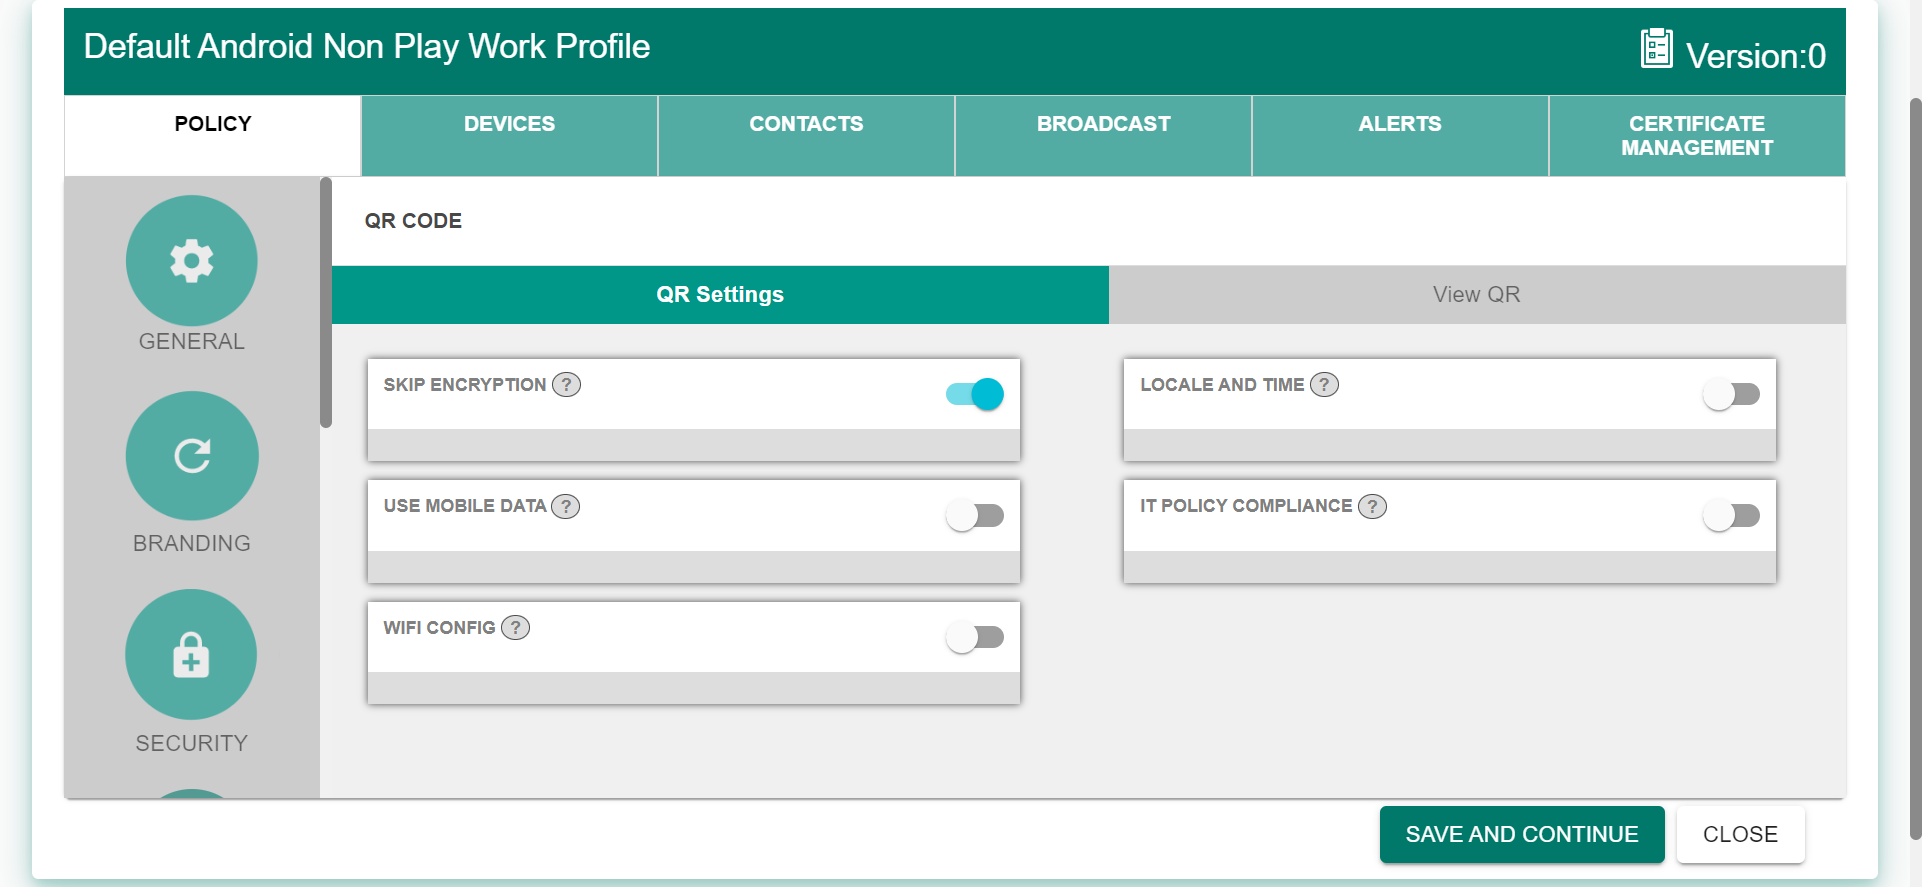 Default Android Non Play Work Profile
Version:0
POLICY
DEVICES
CONTACTS
BROADCAST
ALERTS
CERTIFICATE
MANAGEMENT
GENERAL
BRANDING
SECURITY
QR CODE
QR Settings
View QR
SKIP ENCRYPTION ?
LOCALE AND TIME ?
USE MOBILE DATA ?
IT POLICY COMPLIANCE ?
WIFI CONFIG ?
SAVE AND CONTINUE
CLOSE